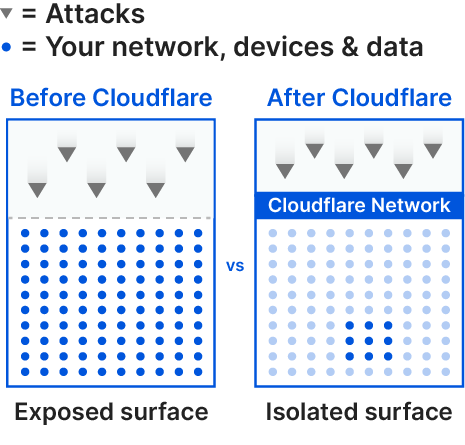 = Attacks
= Your network, devices & data
Before Cloudflare
After Cloudflare
Cloudflare Network
vs
Exposed surface
Isolated surface